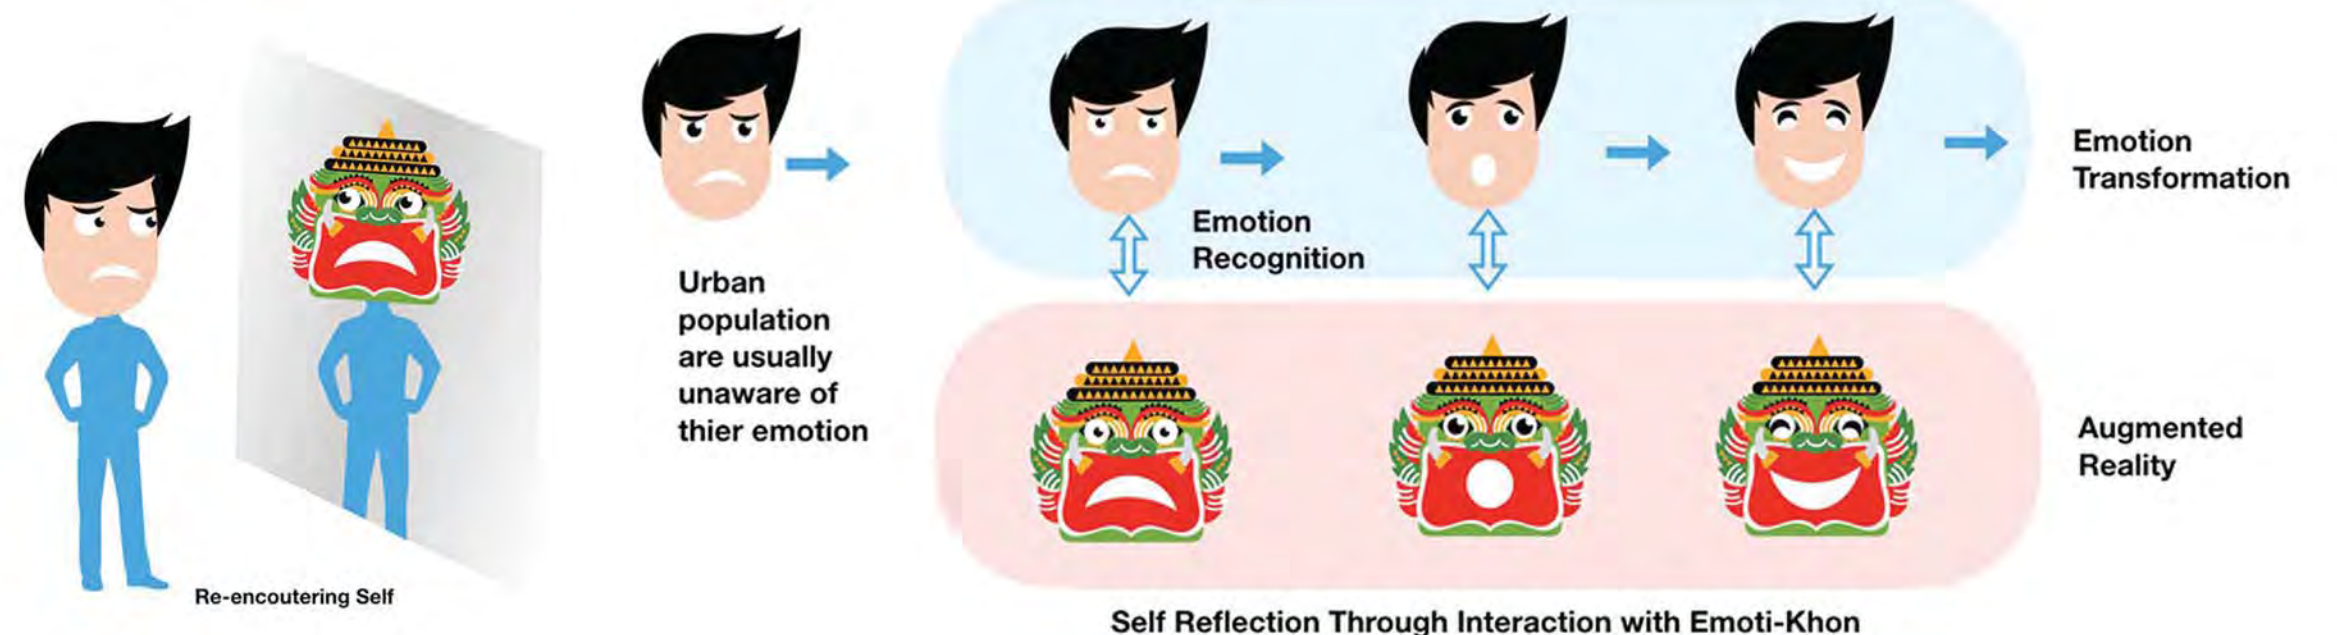 Re-encoutering Self
Urban
population
are usually
unaware of
thier emotion
Emotion
Recognition
Emotion
Transformation
Augmented
Reality
Self Reflection Through Interaction with Emoti-Khon